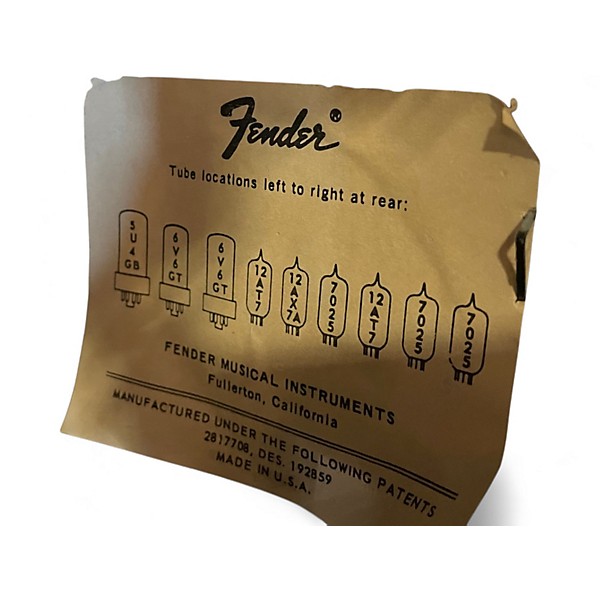 Fender®
Tube locations left to right at rear:
5U4GB 6V6GT 6V6GT 12AT7 12AX7A 7025 12AT7 7025 7025
FENDER MUSICAL INSTRUMENTS
Fullerton, California
MANUFACTURED UNDER THE FOLLOWING PATENTS
2817708, DES. 192859
MADE IN U.S.A.